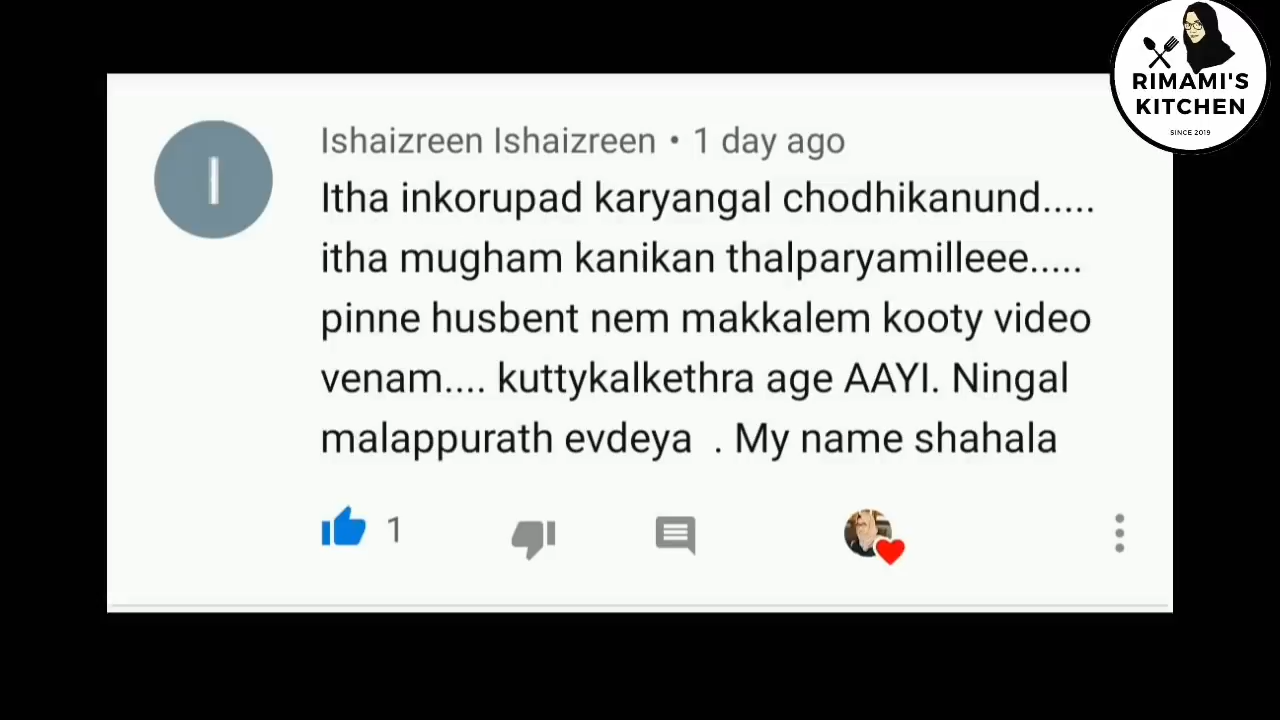 RIMAMI'S
KITCHEN
SINCE 2019
I
Ishaizreen Ishaizreen • 1 day ago
Itha inkorupad karyangal chodhikanund.....
itha mugham kanikan thalparyamilleee.....
pinne husbent nem makkalem kooty video
venam.... kuttykalkethra age AAYI. Ningal
malappurath evdeya . My name shahala
1